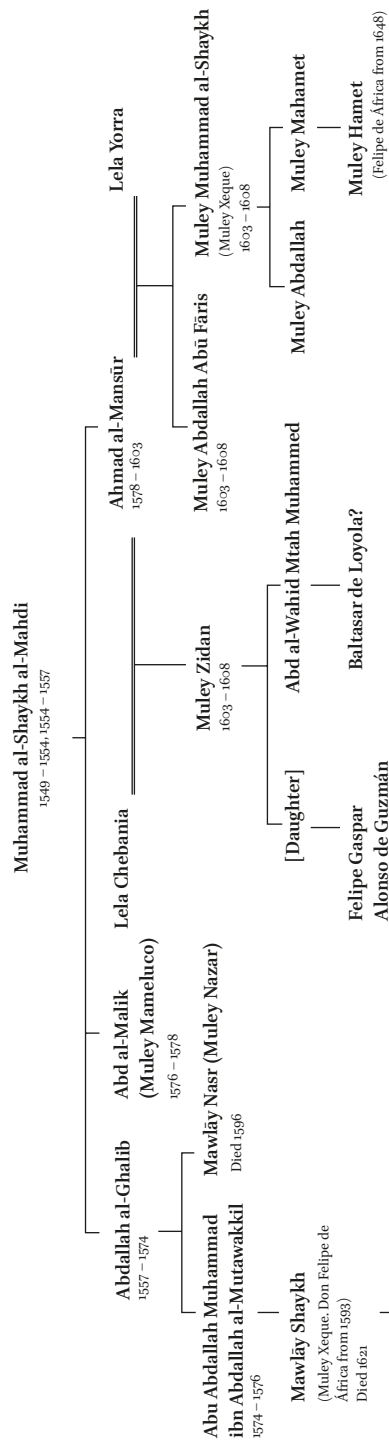 Muhammad al-Shaykh al-Mahdi
1549 – 1554, 1554 – 1557
Abdallah al-Ghalib
1557 – 1574
Abd al-Malik
(Muley Mameluco)
1576 – 1578
Lela Chebania
Ahmad al-Mansūr
1578 – 1603
Lela Yorra
Abu Abdallah Muhammad
ibn Abdallah al-Mutawakkil
1574 – 1576
Mawlāy Nasr (Muley Nazar)
Died 1596
Muley Zidan
1603 – 1608
Muley Abdallah Abū Fāris
1603 – 1608
Muley Muhammad al-Shaykh
(Muley Xeque)
1603 – 1608
Mawlāy Shaykh
(Muley Xeque. Don Felipe de
África from 1593)
Died 1621
[Daughter]
Abd al-Wahid Mtah Muhammed
Muley Abdallah
Muley Mahamet
Felipe Gaspar
Alonso de Guzmán
Baltasar de Loyola?
Muley Hamet
(Felipe de África from 1648)